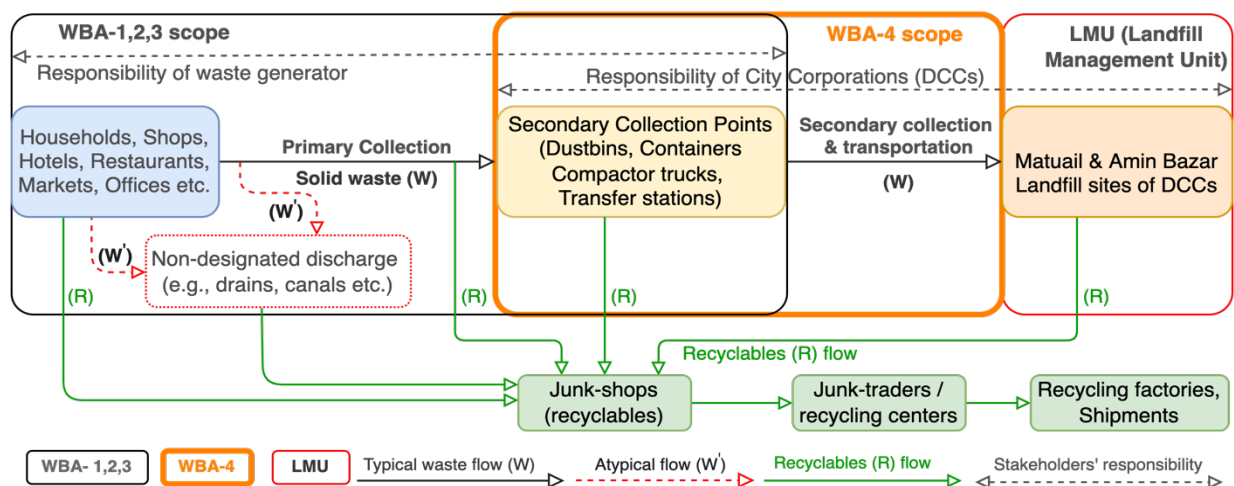 WBA-1,2,3 scope
WBA-4 scope
LMU (Landfill
Management Unit)
Responsibility of waste generator
Responsibility of City Corporations (DCCs)
Households, Shops,
Hotels, Restaurants,
Markets, Offices etc.
Primary Collection
Solid waste (W)
Secondary Collection Points
(Dustbins, Containers
Compactor trucks,
Transfer stations)
Secondary collection
& transportation
(W)
Matuail & Amin Bazar
Landfill sites of DCCs
(W')
(W')
Non-designated discharge
(e.g., drains, canals etc.)
(R)
(R)
(R)
(R)
Recyclables (R) flow
Junk-shops
(recyclables)
Junk-traders /
recycling centers
Recycling factories,
Shipments
WBA- 1,2,3
WBA-4
LMU
Typical waste flow (W)
Atypical flow (W')
Recyclables (R) flow
Stakeholders' responsibility